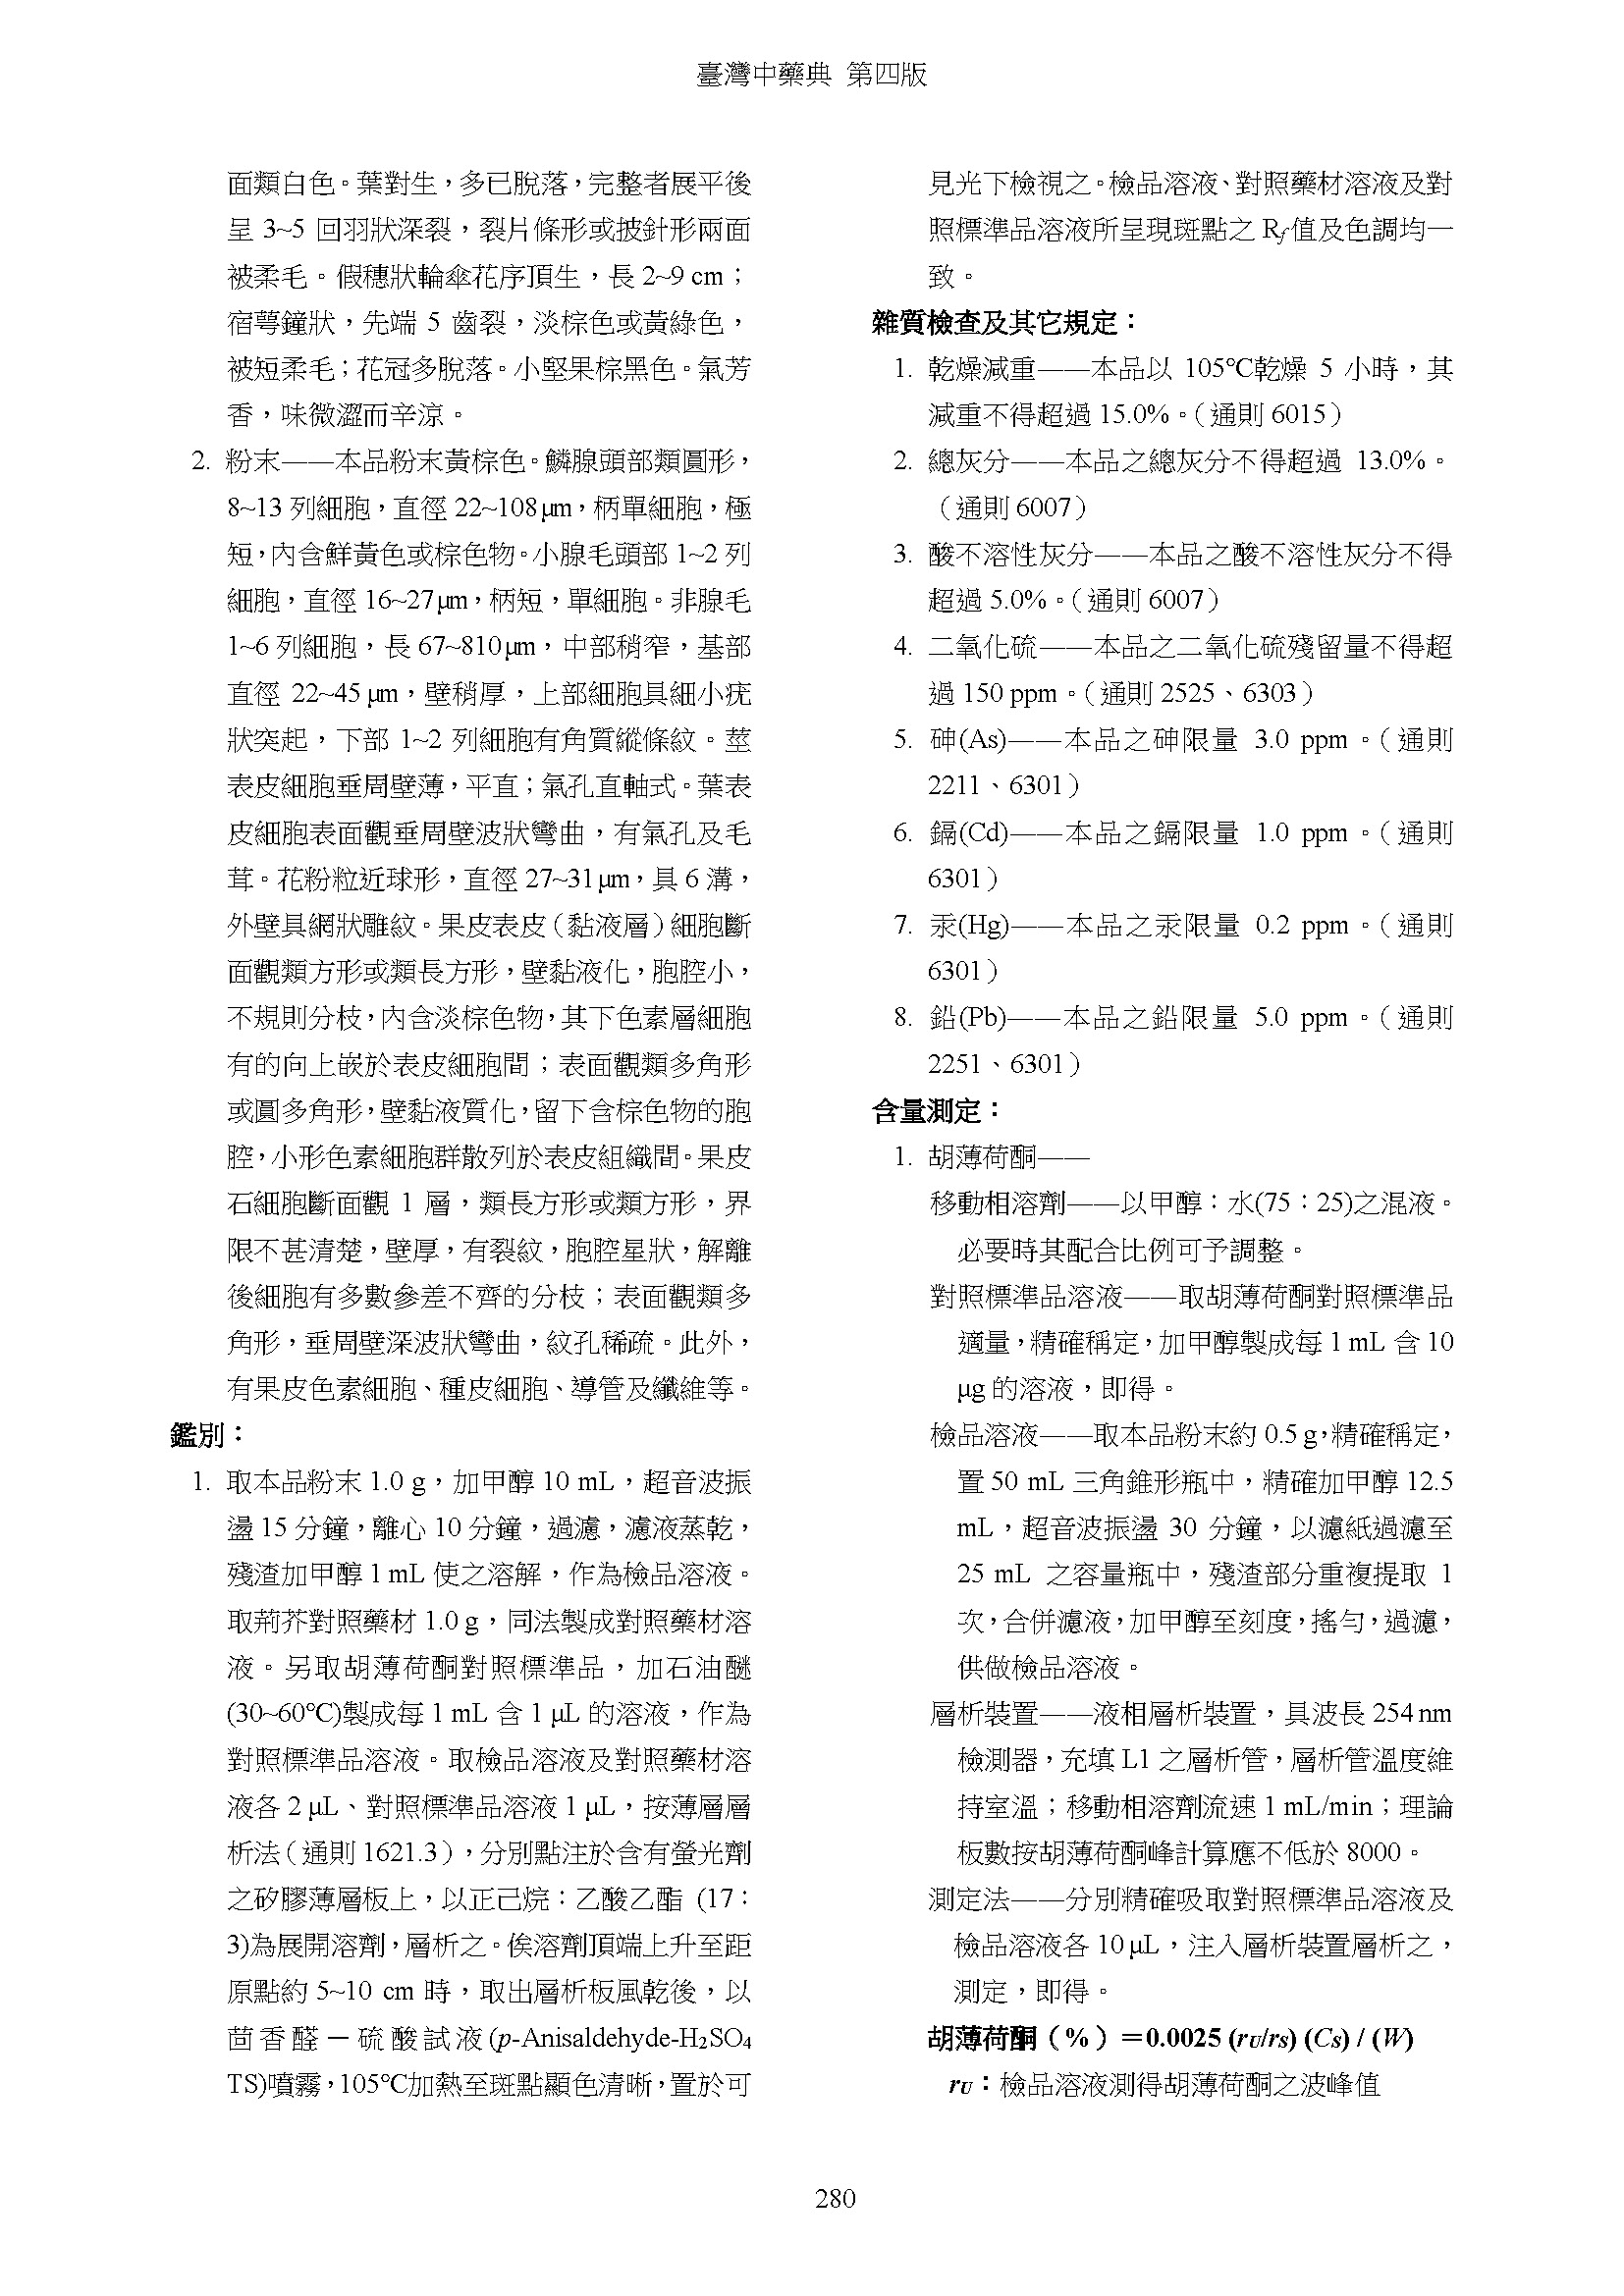 臺灣中藥典 第四版
面類白色。葉對生，多已脫落，完整者展平後
呈 3~5 回羽狀深裂，裂片條形或披針形兩面
被柔毛。假穗狀輪傘花序頂生，長 2~9 cm；
宿萼鐘狀，先端 5 齒裂，淡棕色或黃綠色，
被短柔毛；花冠多脫落。小堅果棕黑色。氣芳
香，味微澀而辛涼。
2. 粉末——本品粉末黃棕色。鱗腺頭部類圓形，
8~13 列細胞，直徑 22~108 μm，柄單細胞，極
短，內含鮮黃色或棕色物。小腺毛頭部 1~2 列
細胞，直徑 16~27 μm，柄短，單細胞。非腺毛
1~6 列細胞，長 67~810 μm，中部稍窄，基部
直徑 22~45 μm，壁稍厚，上部細胞具細小疣
狀突起，下部 1~2 列細胞有角質縱條紋。莖
表皮細胞垂周壁薄，平直；氣孔直軸式。葉表
皮細胞表面觀垂周壁波狀彎曲，有氣孔及毛
茸。花粉粒近球形，直徑 27~31 μm，具 6 溝，
外壁具網狀雕紋。果皮表皮（黏液層）細胞斷
面觀類方形或類長方形，壁黏液化，胞腔小，
不規則分枝，內含淡棕色物，其下色素層細胞
有的向上嵌於表皮細胞間；表面觀類多角形
或圓多角形，壁黏液質化，留下含棕色物的胞
腔，小形色素細胞群散列於表皮組織間。果皮
石細胞斷面觀 1 層，類長方形或類方形，界
限不甚清楚，壁厚，有裂紋，胞腔星狀，解離
後細胞有多數參差不齊的分枝；表面觀類多
角形，垂周壁深波狀彎曲，紋孔稀疏。此外，
有果皮色素細胞、種皮細胞、導管及纖維等。
鑑別：
1. 取本品粉末 1.0 g，加甲醇 10 mL，超音波振
盪 15 分鐘，離心 10 分鐘，過濾，濾液蒸乾，
殘渣加甲醇 1 mL 使之溶解，作為檢品溶液。
取荊芥對照藥材 1.0 g，同法製成對照藥材溶
液。另取胡薄荷酮對照標準品，加石油醚
(30~60℃)製成每 1 mL 含 1 μL 的溶液，作為
對照標準品溶液。取檢品溶液及對照藥材溶
液各 2 μL、對照標準品溶液 1 μL，按薄層層
析法（通則 1621.3），分別點注於含有螢光劑
之矽膠薄層板上，以正己烷：乙酸乙酯 (17：
3)為展開溶劑，層析之。俟溶劑頂端上升至距
原點約 5~10 cm 時，取出層析板風乾後，以
茴香醛－硫酸試液(p-Anisaldehyde-H₂SO₄
TS)噴霧，105℃加熱至斑點顯色清晰，置於可
見光下檢視之。檢品溶液、對照藥材溶液及對
照標準品溶液所呈現斑點之 Rf值及色調均一
致。
雜質檢查及其它規定：
1. 乾燥減重——本品以 105℃乾燥 5 小時，其
減重不得超過 15.0%。（通則 6015）
2. 總灰分——本品之總灰分不得超過 13.0%。
（通則 6007）
3. 酸不溶性灰分——本品之酸不溶性灰分不得
超過 5.0%。（通則 6007）
4. 二氧化硫——本品之二氧化硫殘留量不得超
過 150 ppm。（通則 2525、6303）
5. 砷(As)——本品之砷限量 3.0 ppm。（通則
2211、6301）
6. 鎘(Cd)——本品之鎘限量 1.0 ppm。（通則
6301）
7. 汞(Hg)——本品之汞限量 0.2 ppm。（通則
6301）
8. 鉛(Pb)——本品之鉛限量 5.0 ppm。（通則
2251、6301）
含量測定：
1. 胡薄荷酮——
移動相溶劑——以甲醇：水(75：25)之混液。
必要時其配合比例可予調整。
對照標準品溶液——取胡薄荷酮對照標準品
適量，精確稱定，加甲醇製成每 1 mL 含 10
μg 的溶液，即得。
檢品溶液——取本品粉末約 0.5 g，精確稱定，
置 50 mL 三角錐形瓶中，精確加甲醇 12.5
mL，超音波振盪 30 分鐘，以濾紙過濾至
25 mL 之容量瓶中，殘渣部分重複提取 1
次，合併濾液，加甲醇至刻度，搖勻，過濾，
供做檢品溶液。
層析裝置——液相層析裝置，具波長 254 nm
檢測器，充填 L1 之層析管，層析管溫度維
持室溫；移動相溶劑流速 1 mL/min；理論
板數按胡薄荷酮峰計算應不低於 8000。
測定法——分別精確吸取對照標準品溶液及
檢品溶液各 10 μL，注入層析裝置層析之，
測定，即得。
胡薄荷酮（%）＝0.0025 (rU/rS) (CS) / (W)
rU：檢品溶液測得胡薄荷酮之波峰值
280